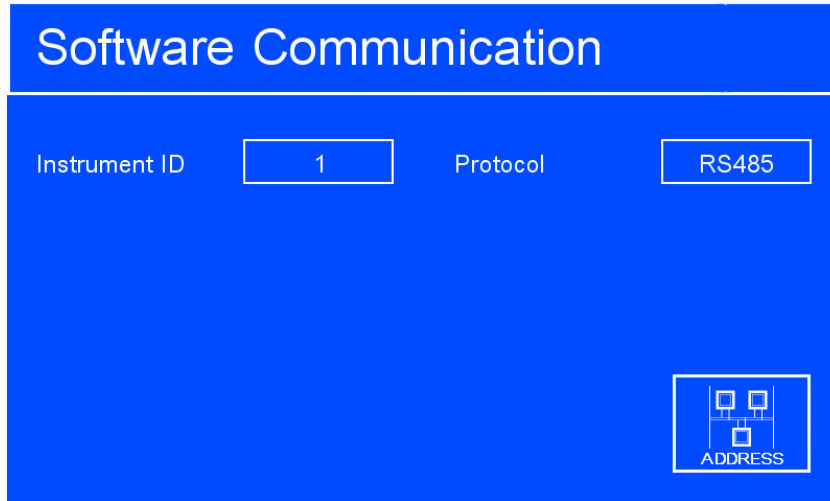 Software Communication
Instrument ID 1 Protocol RS485
ADDRESS